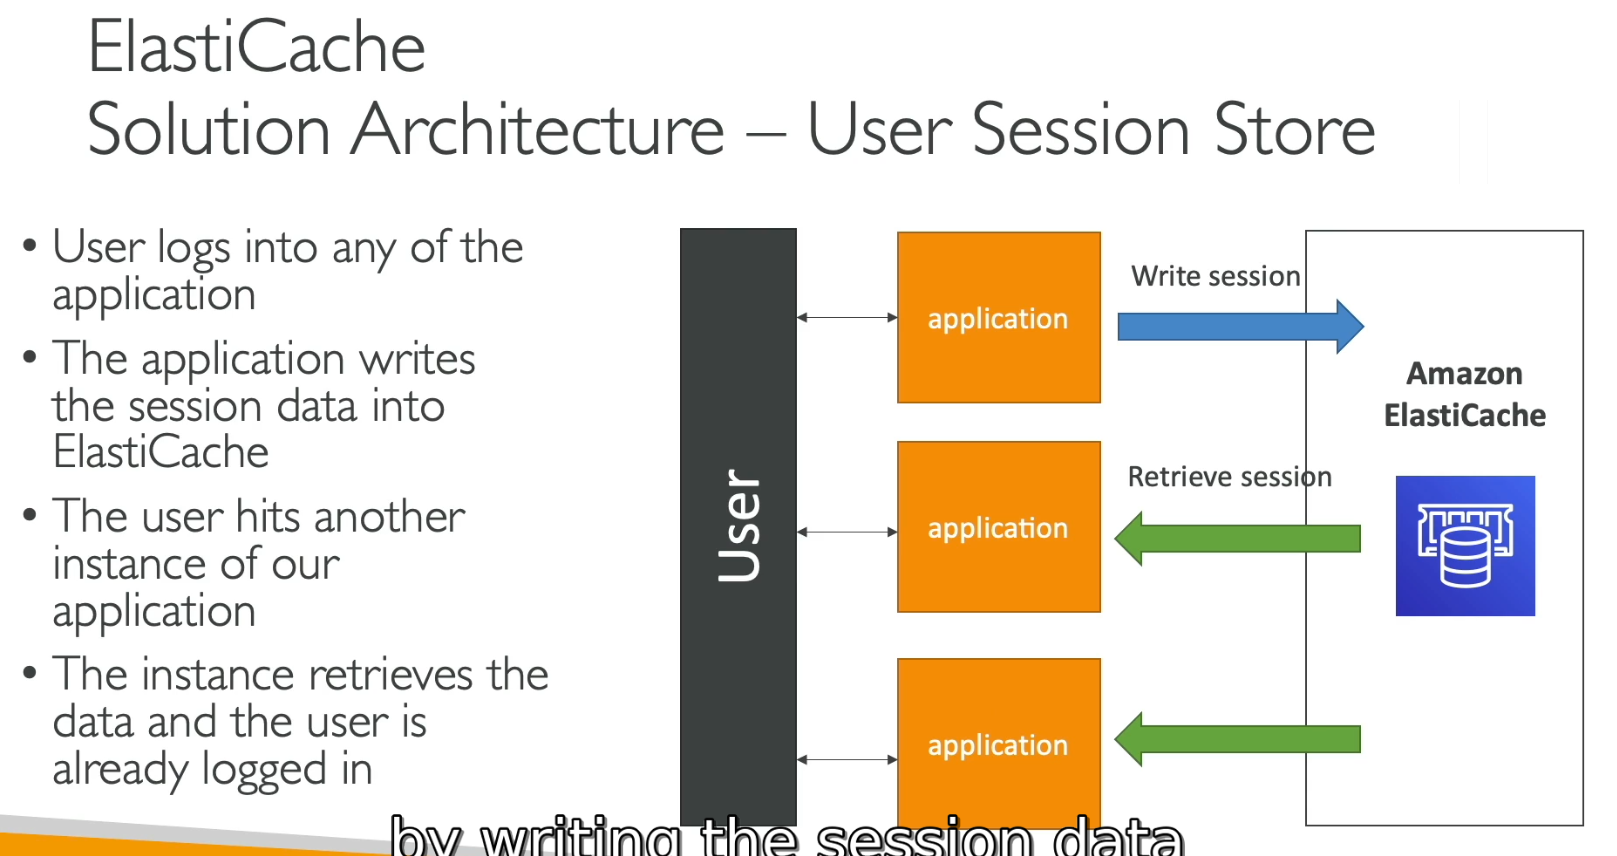 ElastiCache
Solution Architecture – User Session Store
• User logs into any of the
application
• The application writes
the session data into
ElastiCache
• The user hits another
instance of our
application
• The instance retrieves the
data and the user is
already logged in
User
application
application
application
Write session
Retrieve session
Amazon
ElastiCache
by writing the session data